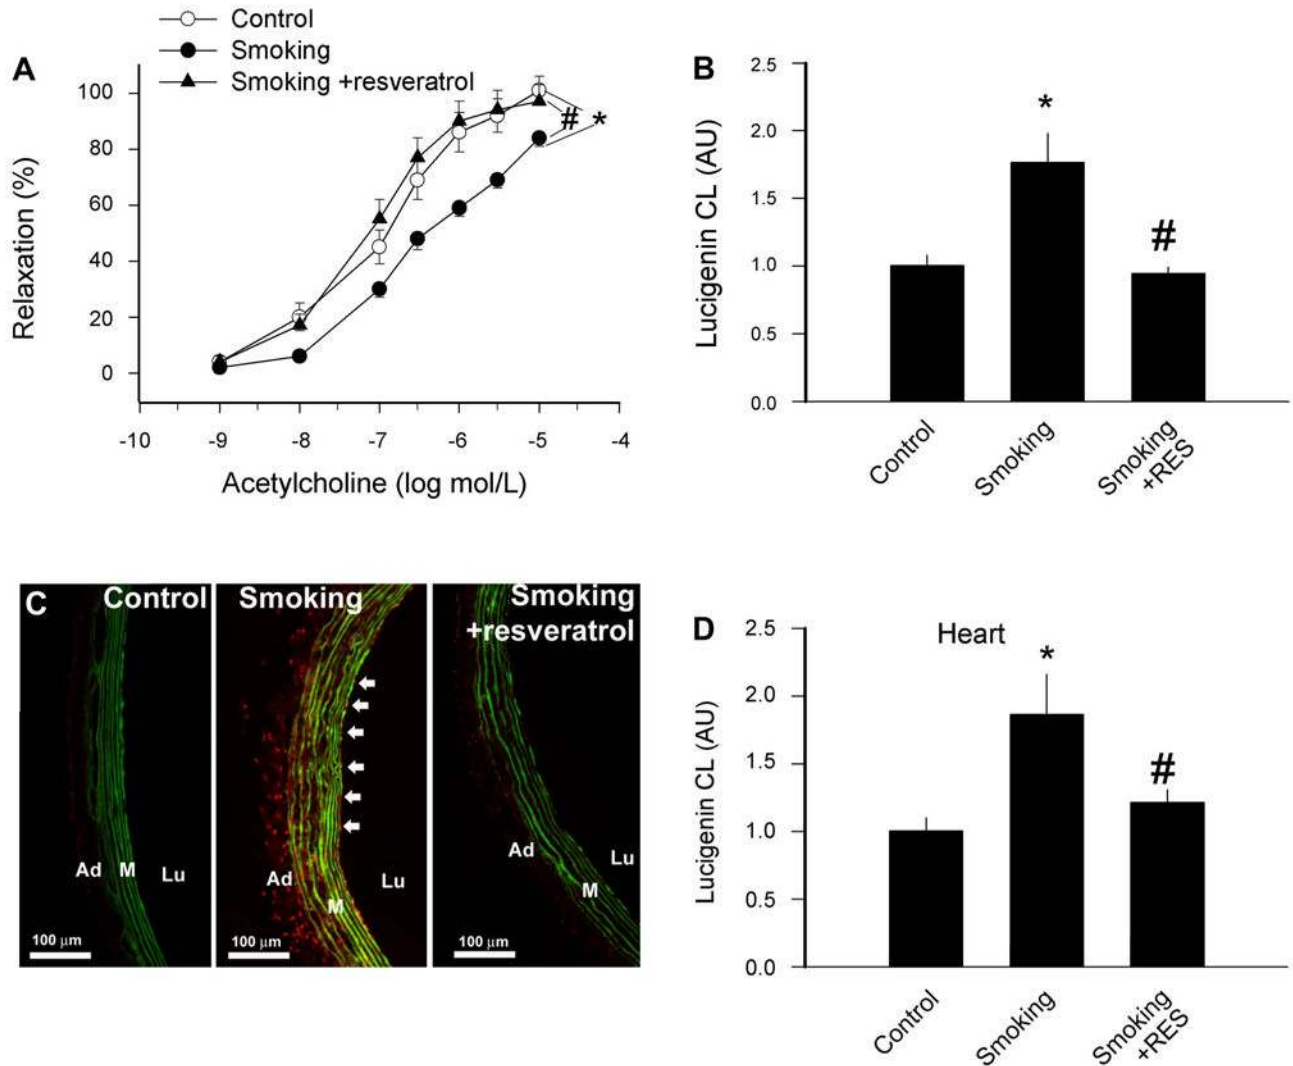 A
Control
Smoking
Smoking +resveratrol
100
80
60
40
20
0
Relaxation (%)
#
*
-10
-9
-8
-7
-6
-5
-4
Acetylcholine (log mol/L)
B
2.5
2.0
1.5
1.0
0.5
0.0
Lucigenin CL (AU)
*
#
Control
Smoking
Smoking
+RES
C
Control
Ad
M
Lu
100 μm
Smoking
Ad
M
Lu
100 μm
Smoking
+resveratrol
Ad
M
Lu
100 μm
D
Heart
2.5
2.0
1.5
1.0
0.5
0.0
Lucigenin CL (AU)
*
#
Control
Smoking
Smoking
+RES